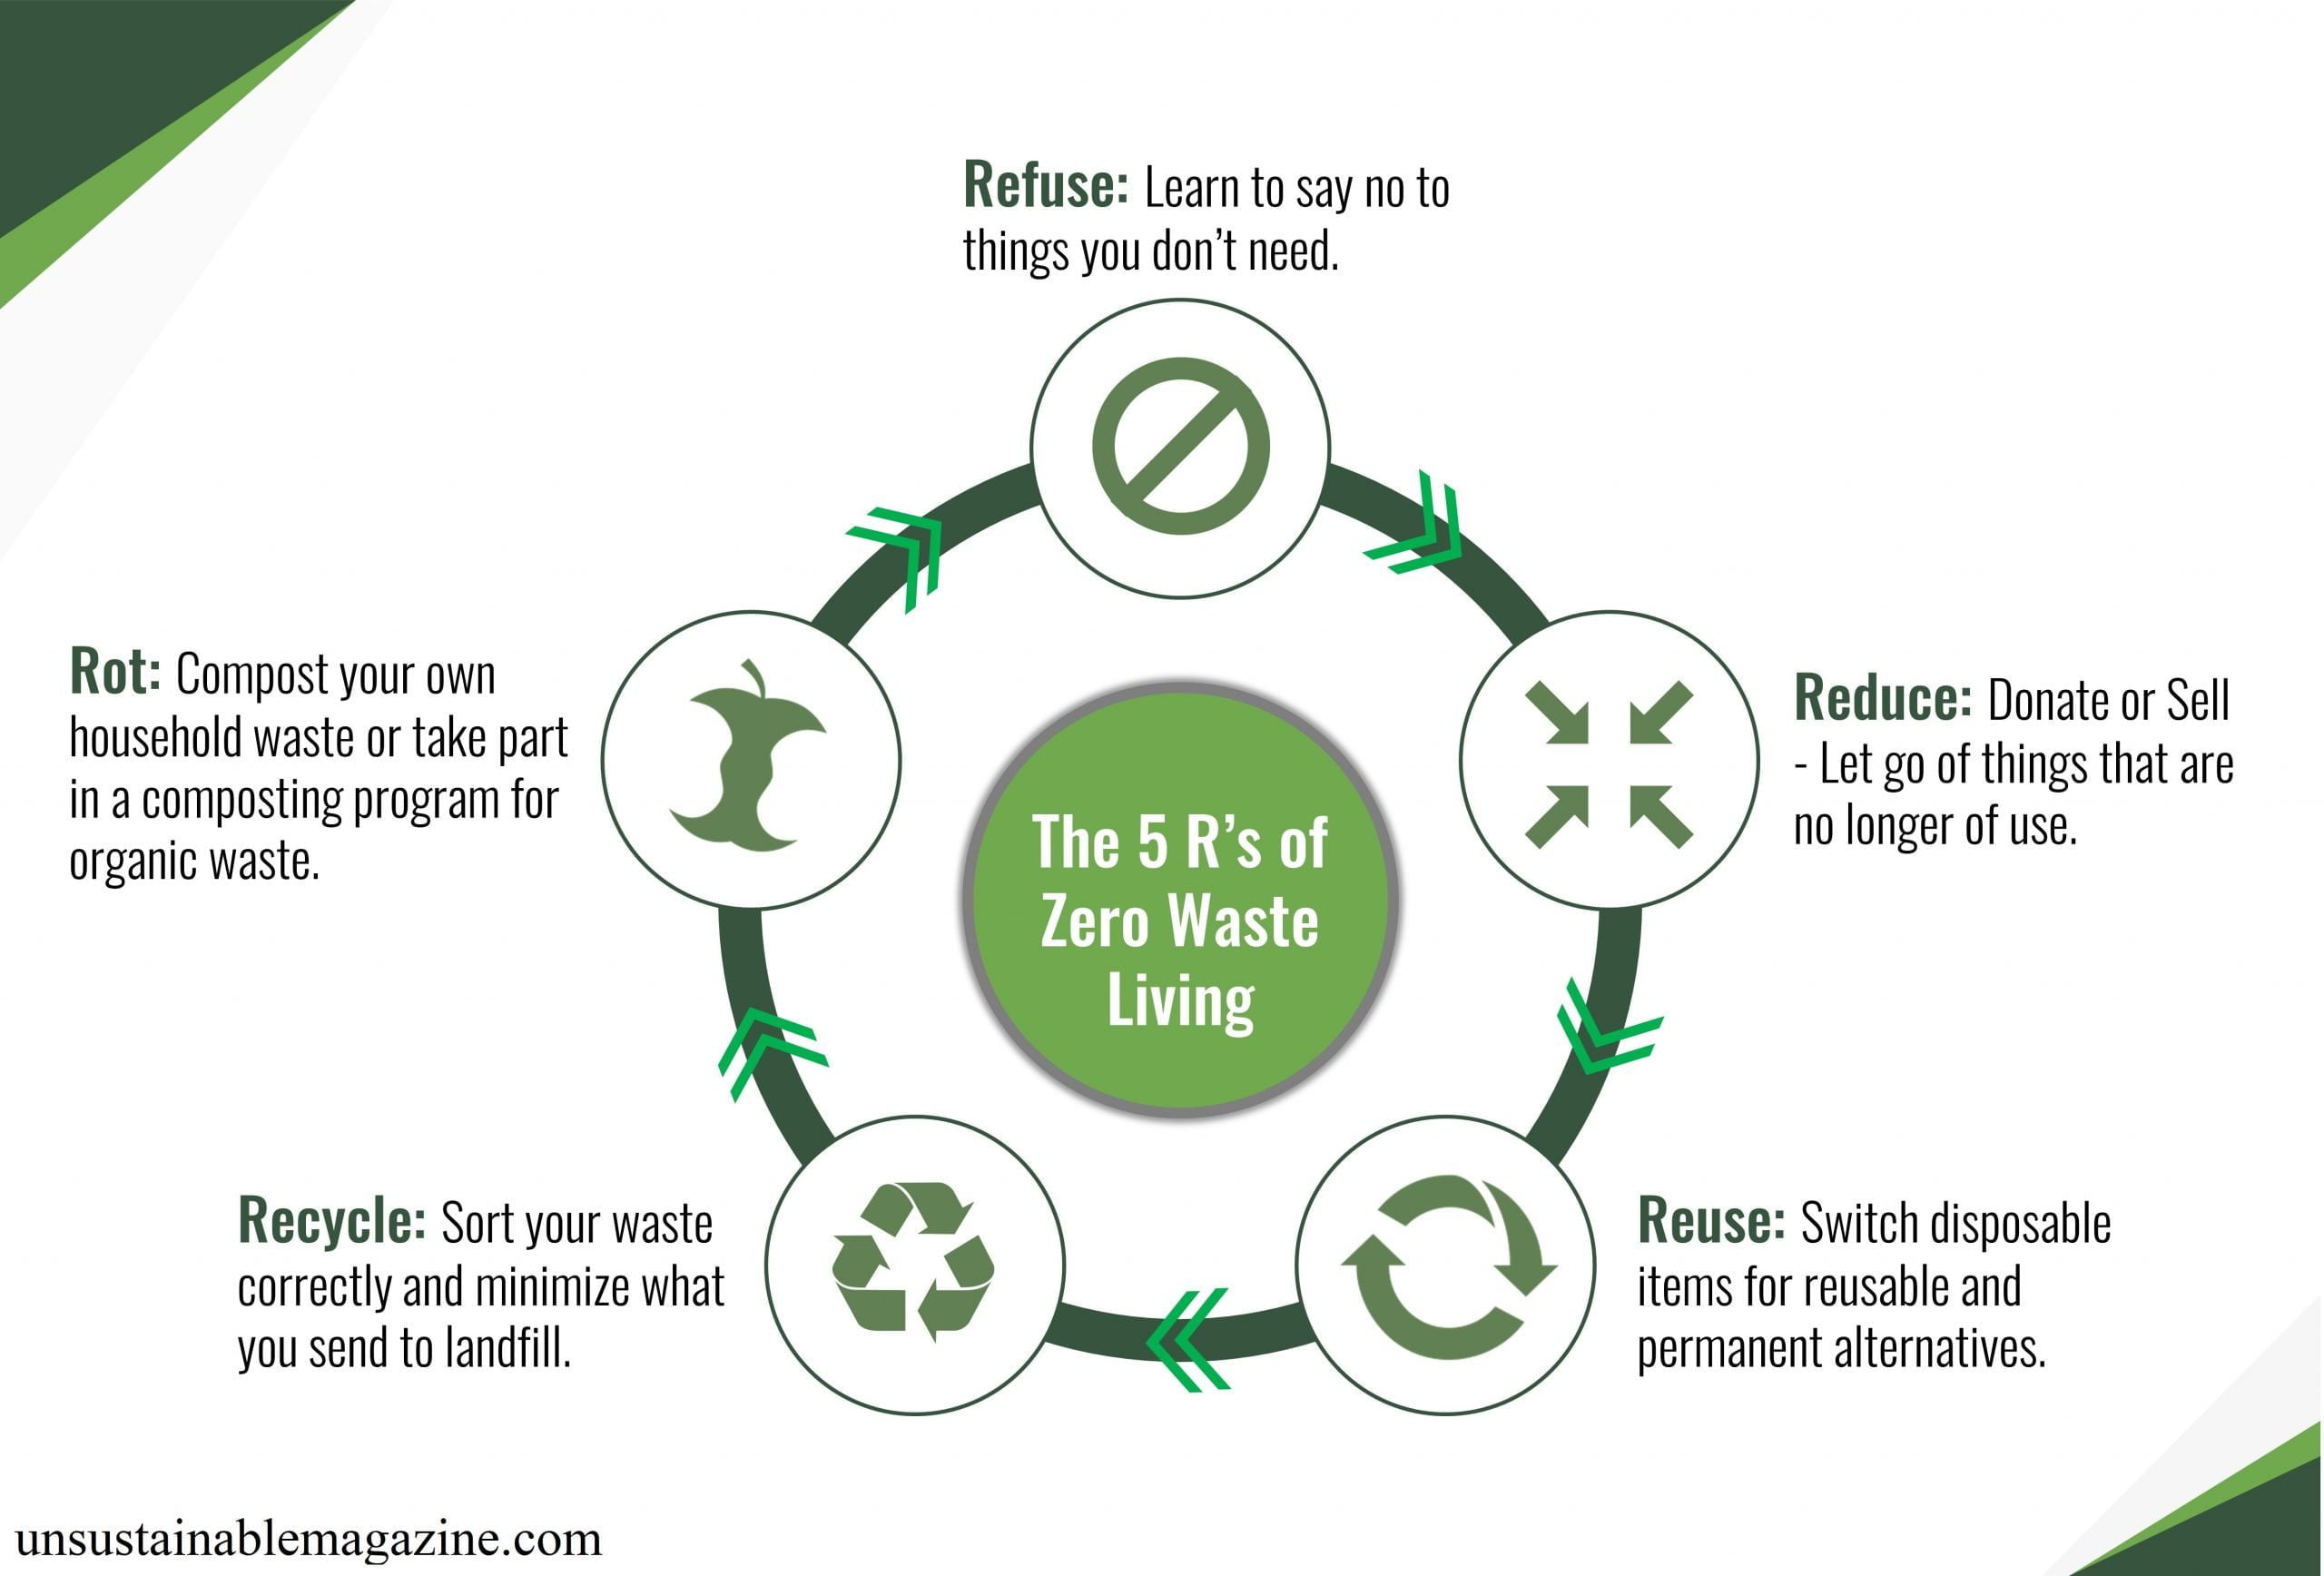 Refuse: Learn to say no to
things you don't need.
Reduce: Donate or Sell
- Let go of things that are
no longer of use.
Reuse: Switch disposable
items for reusable and
permanent alternatives.
Recycle: Sort your waste
correctly and minimize what
you send to landfill.
Rot: Compost your own
household waste or take part
in a composting program for
organic waste.
The 5 R's of
Zero Waste
Living
unsustainablemagazine.com